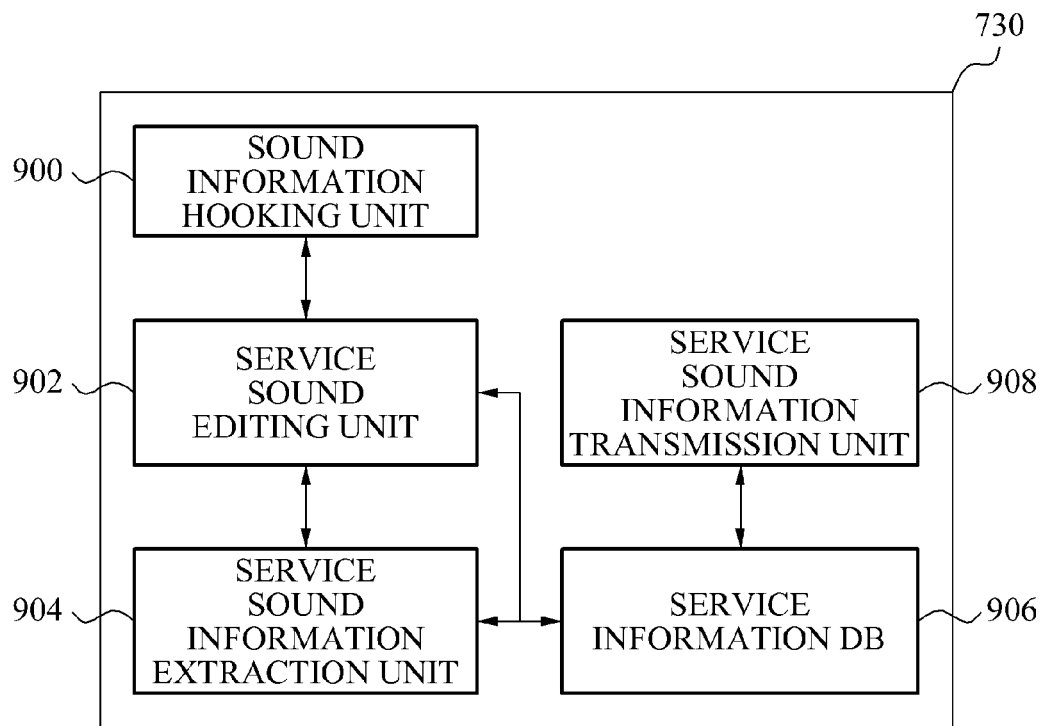 730
900
SOUND
INFORMATION
HOOKING UNIT
902
SERVICE
SOUND
EDITING UNIT
SERVICE
SOUND
INFORMATION
TRANSMISSION UNIT
908
904
SERVICE
SOUND
INFORMATION
EXTRACTION UNIT
SERVICE
INFORMATION DB
906